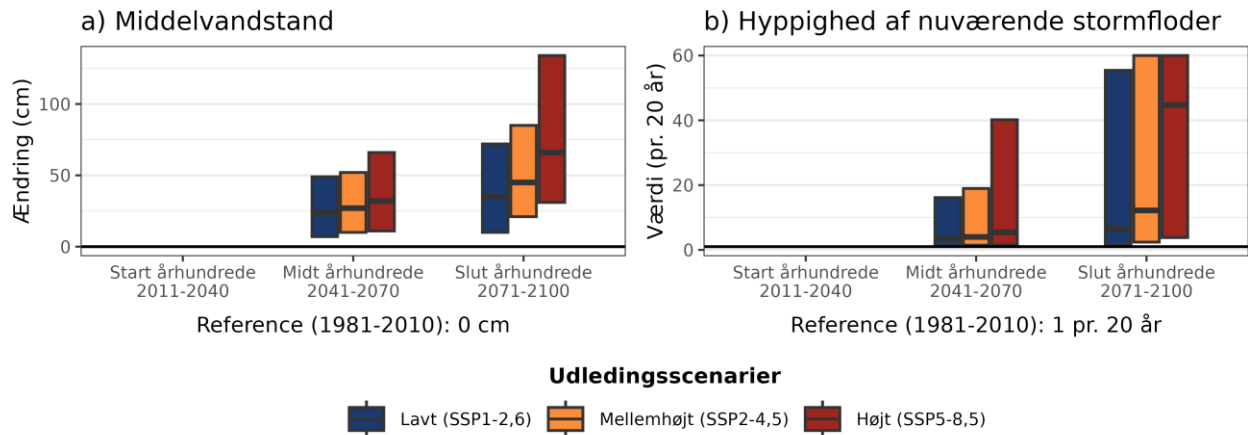 a) Middelvandstand
Ændring (cm)
100
50
0
Start århundrede
2011-2040
Midt århundrede
2041-2070
Slut århundrede
2071-2100
Reference (1981-2010): 0 cm
b) Hyppighed af nuværende stormfloder
Værdi (pr. 20 år)
60
40
20
0
Start århundrede
2011-2040
Midt århundrede
2041-2070
Slut århundrede
2071-2100
Reference (1981-2010): 1 pr. 20 år
Udledingsscenarier
Lavt (SSP1-2,6)
Mellemhøjt (SSP2-4,5)
Højt (SSP5-8,5)